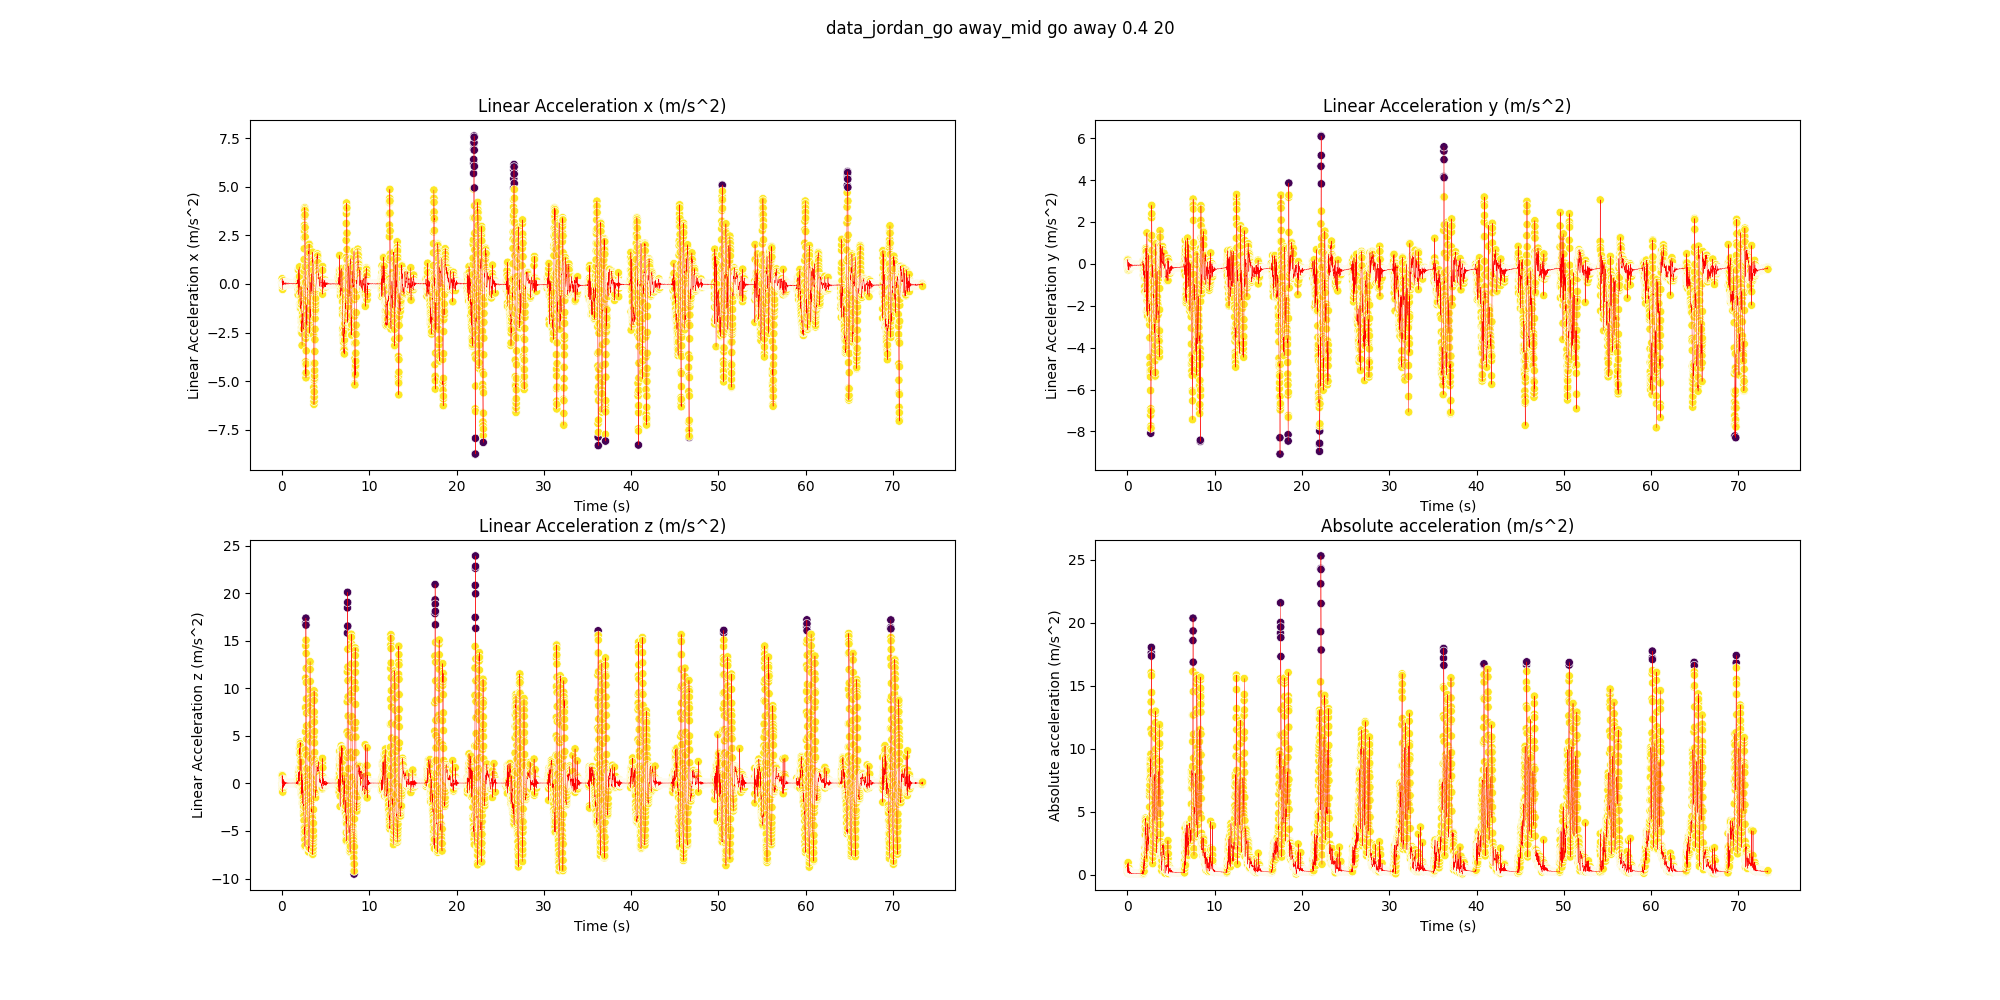 data_jordan_go away_mid go away 0.4 20
Linear Acceleration x (m/s^2)
Linear Acceleration x (m/s^2)
7.5
5.0
2.5
0.0
−2.5
−5.0
−7.5
0 10 20 30 40 50 60 70
Time (s)
Linear Acceleration y (m/s^2)
Linear Acceleration y (m/s^2)
6
4
2
0
−2
−4
−6
−8
0 10 20 30 40 50 60 70
Time (s)
Linear Acceleration z (m/s^2)
Linear Acceleration z (m/s^2)
25
20
15
10
5
0
−5
−10
0 10 20 30 40 50 60 70
Time (s)
Absolute acceleration (m/s^2)
Absolute acceleration (m/s^2)
25
20
15
10
5
0
0 10 20 30 40 50 60 70
Time (s)